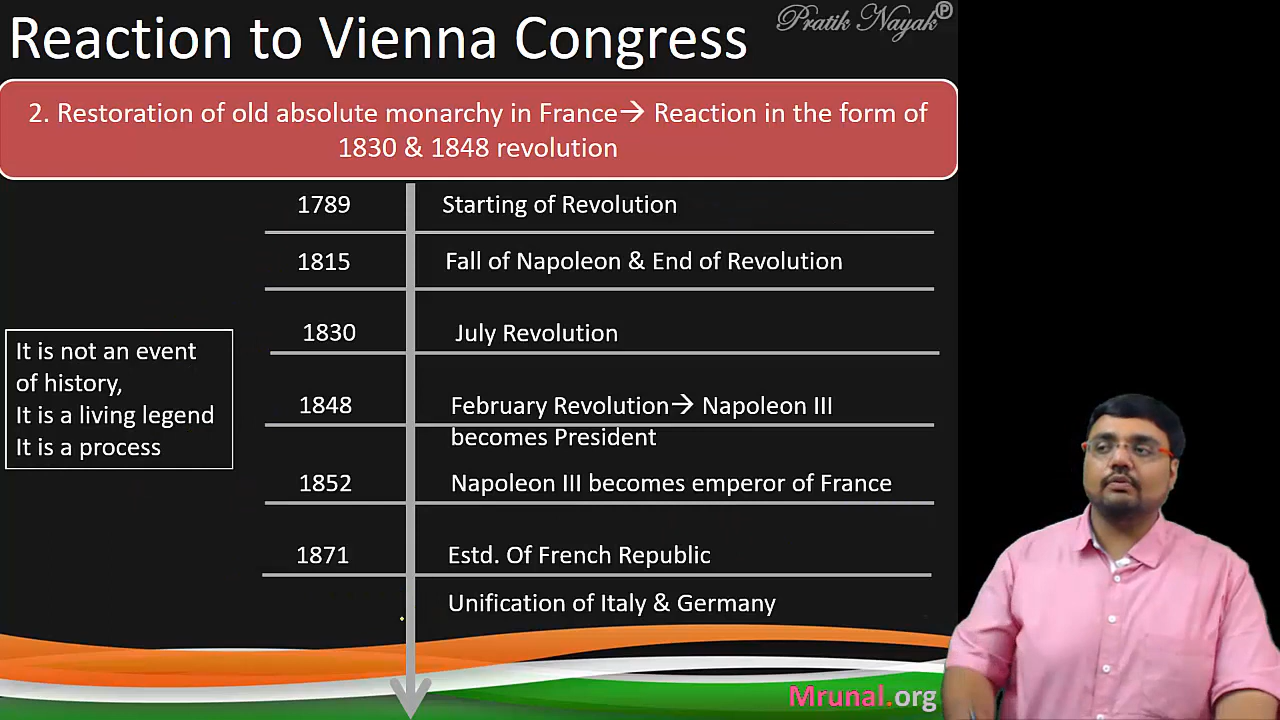 Reaction to Vienna Congress
Pratik Nayak®
2. Restoration of old absolute monarchy in France→ Reaction in the form of
1830 & 1848 revolution
1789 Starting of Revolution
1815 Fall of Napoleon & End of Revolution
1830 July Revolution
It is not an event
of history,
It is a living legend
It is a process
1848 February Revolution→ Napoleon III
becomes President
1852 Napoleon III becomes emperor of France
1871 Estd. Of French Republic
Unification of Italy & Germany
Mrunal.org